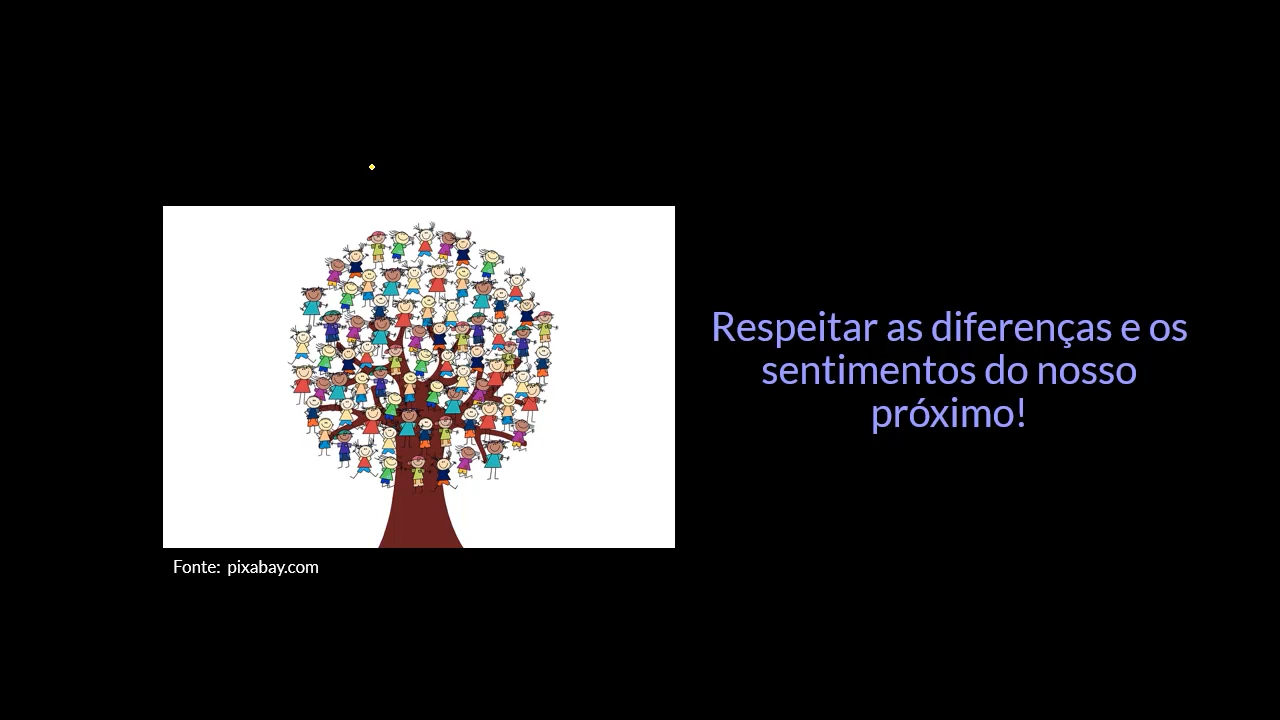 Respeitar as diferenças e os
sentimentos do nosso
próximo!
Fonte: pixabay.com